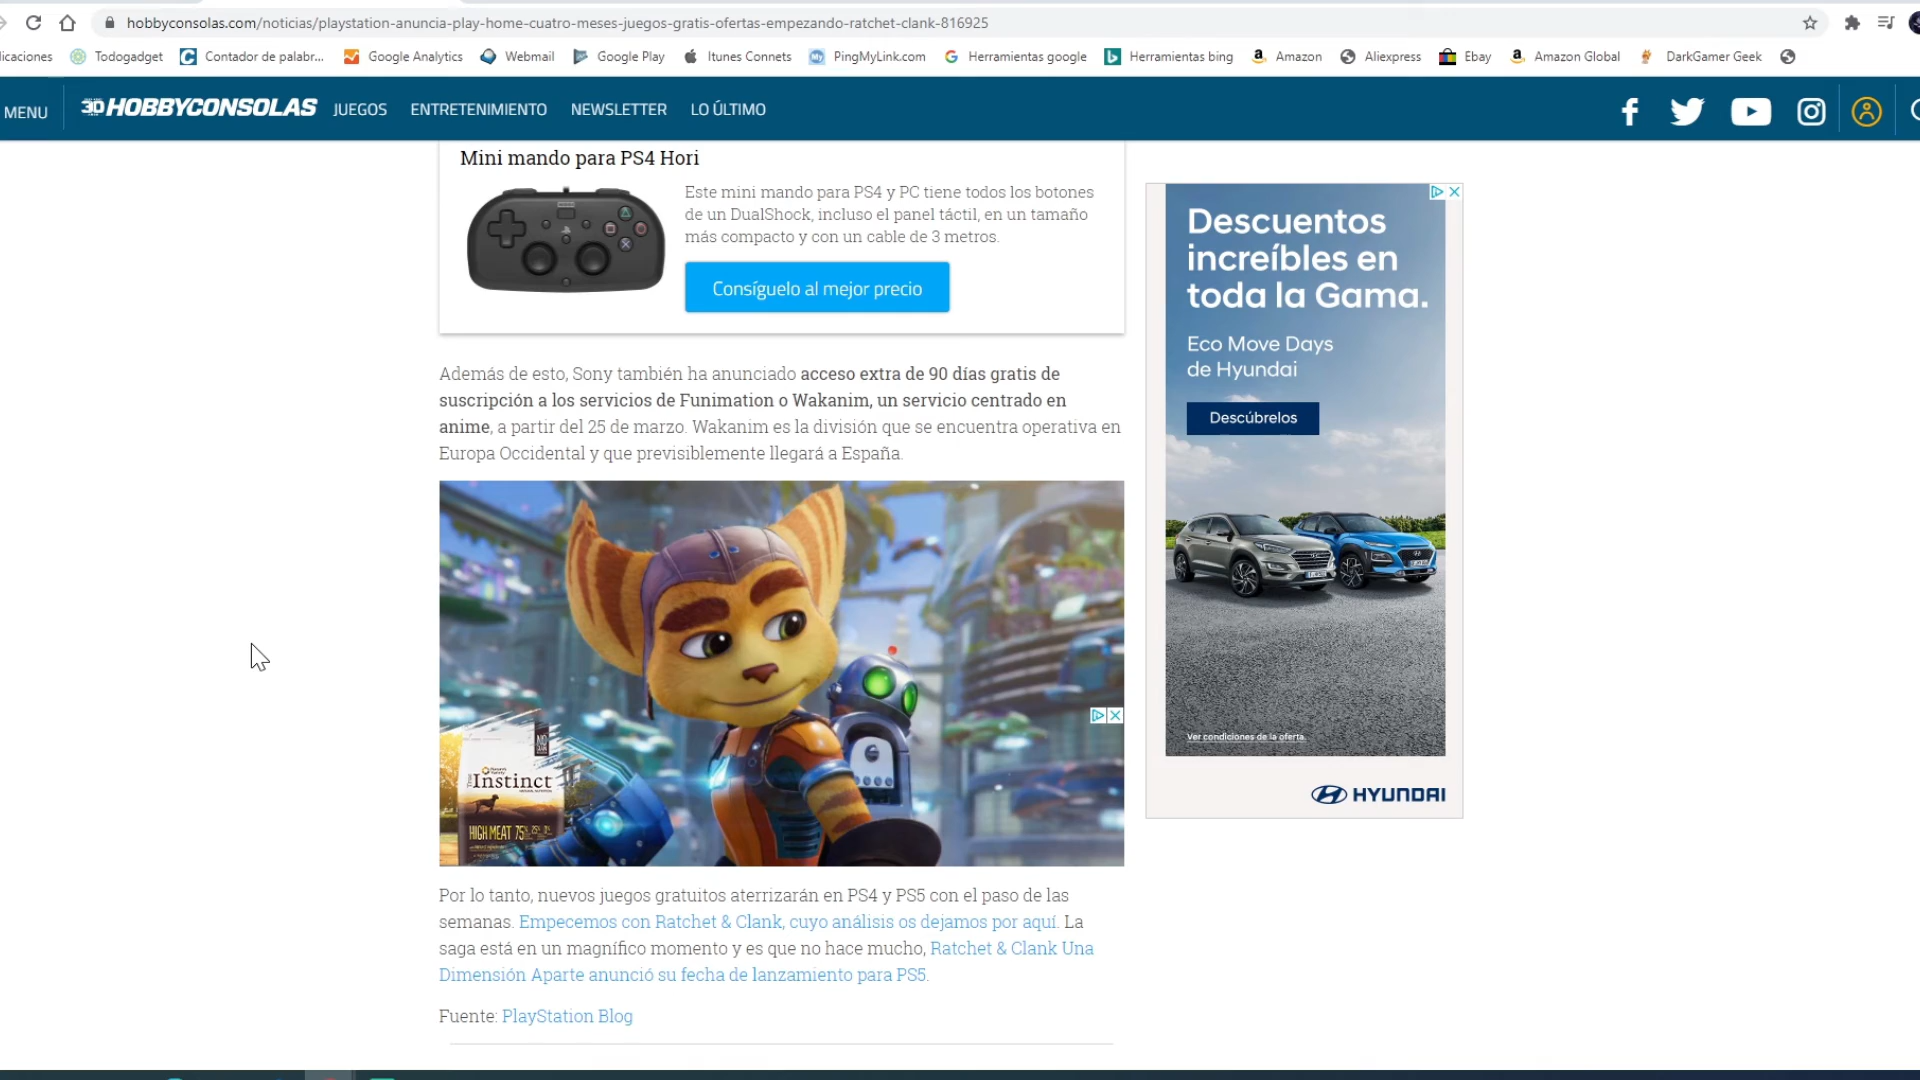 hobbyconsolas.com/noticias/playstation-anuncia-play-home-cuatro-meses-juegos-gratis-ofertas-empezando-ratchet-clank-816925
licaciones Todogadget Contador de palabr... Google Analytics Webmail Google Play Itunes Connets PingMyLink.com Herramientas google Herramientas bing Amazon Aliexpress Ebay Amazon Global DarkGamer Geek
MENU 3D HOBBYCONSOLAS JUEGOS ENTRETENIMIENTO NEWSLETTER LO ÚLTIMO
Mini mando para PS4 Hori
Este mini mando para PS4 y PC tiene todos los botones
de un DualShock, incluso el panel táctil, en un tamaño
más compacto y con un cable de 3 metros.
Consíguelo al mejor precio
Además de esto, Sony también ha anunciado acceso extra de 90 días gratis de
suscripción a los servicios de Funimation o Wakanim, un servicio centrado en
anime, a partir del 25 de marzo. Wakanim es la división que se encuentra operativa en
Europa Occidental y que previsiblemente llegará a España.
Instinct
HIGH MEAT 75%
Por lo tanto, nuevos juegos gratuitos aterrizarán en PS4 y PS5 con el paso de las
semanas. Empecemos con Ratchet & Clank, cuyo análisis os dejamos por aquí. La
saga está en un magnífico momento y es que no hace mucho, Ratchet & Clank Una
Dimensión Aparte anunció su fecha de lanzamiento para PS5.
Fuente: PlayStation Blog
Descuentos
increíbles en
toda la Gama.
Eco Move Days
de Hyundai
Descúbrelos
Ver condiciones de la oferta.
HYUNDAI